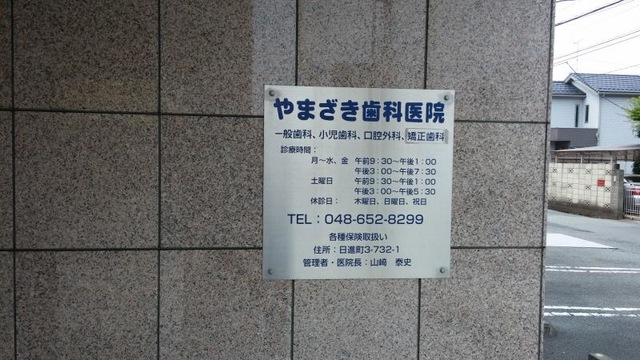 やまざき歯科医院
一般歯科、小児歯科、口腔外科、矯正歯科
診療時間：
月〜水、金　午前9：30〜午後1：00
午後3：00〜午後7：30
土曜日　午前9：30〜午後1：00
午後3：00〜午後5：30
休診日：　木曜日、日曜日、祝日
TEL：048-652-8299
各種保険取扱い
住所：日進町3-732-1
管理者・医院長：山﨑　泰史